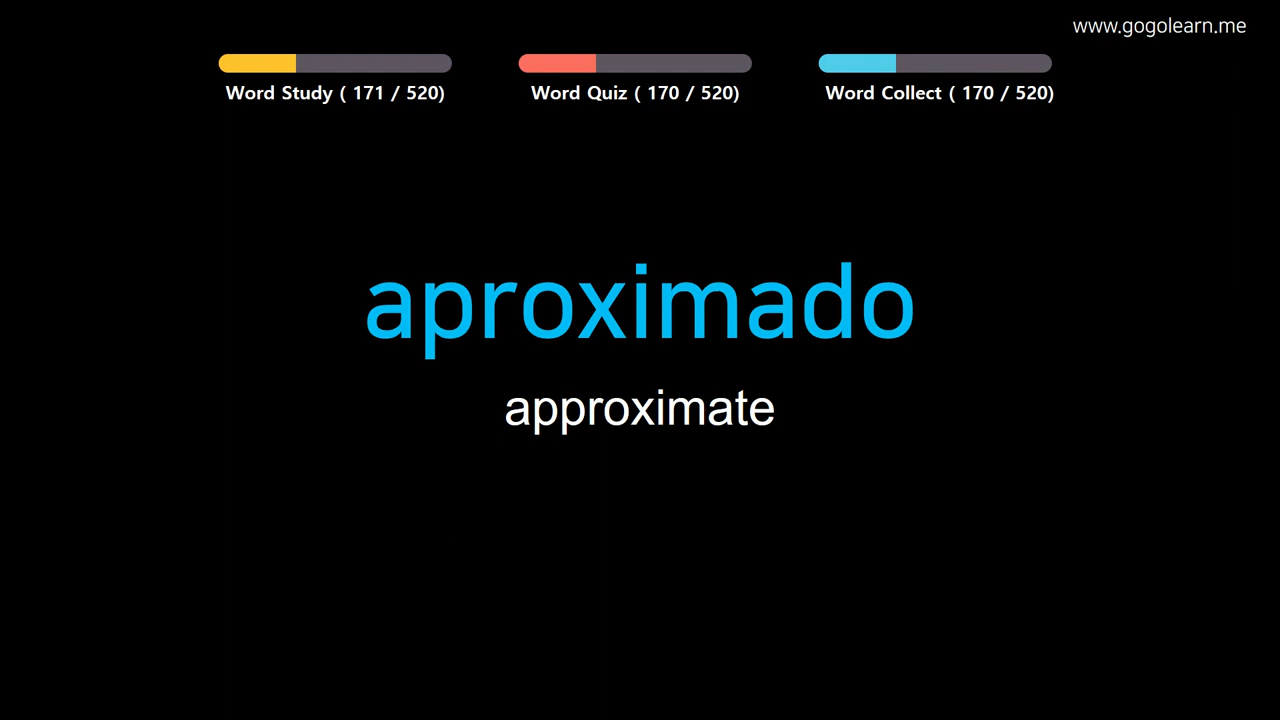 www.gogolearn.me
Word Study ( 171 / 520)
Word Quiz ( 170 / 520)
Word Collect ( 170 / 520)
aproximado
approximate